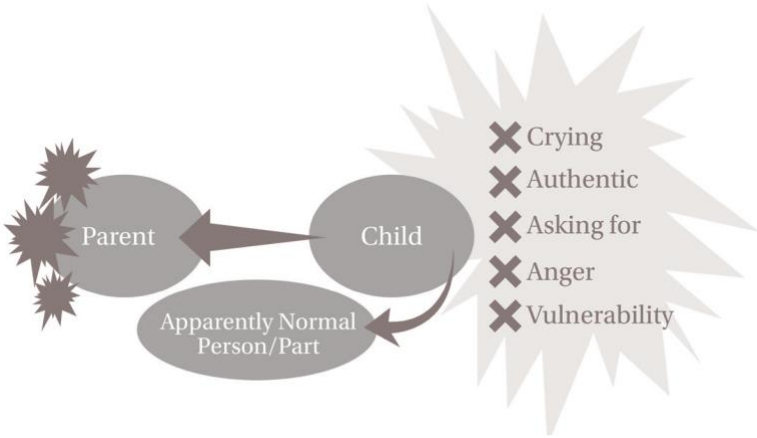 Parent
Child
Apparently Normal
Person/Part
Crying
Authentic
Asking for
Anger
Vulnerability